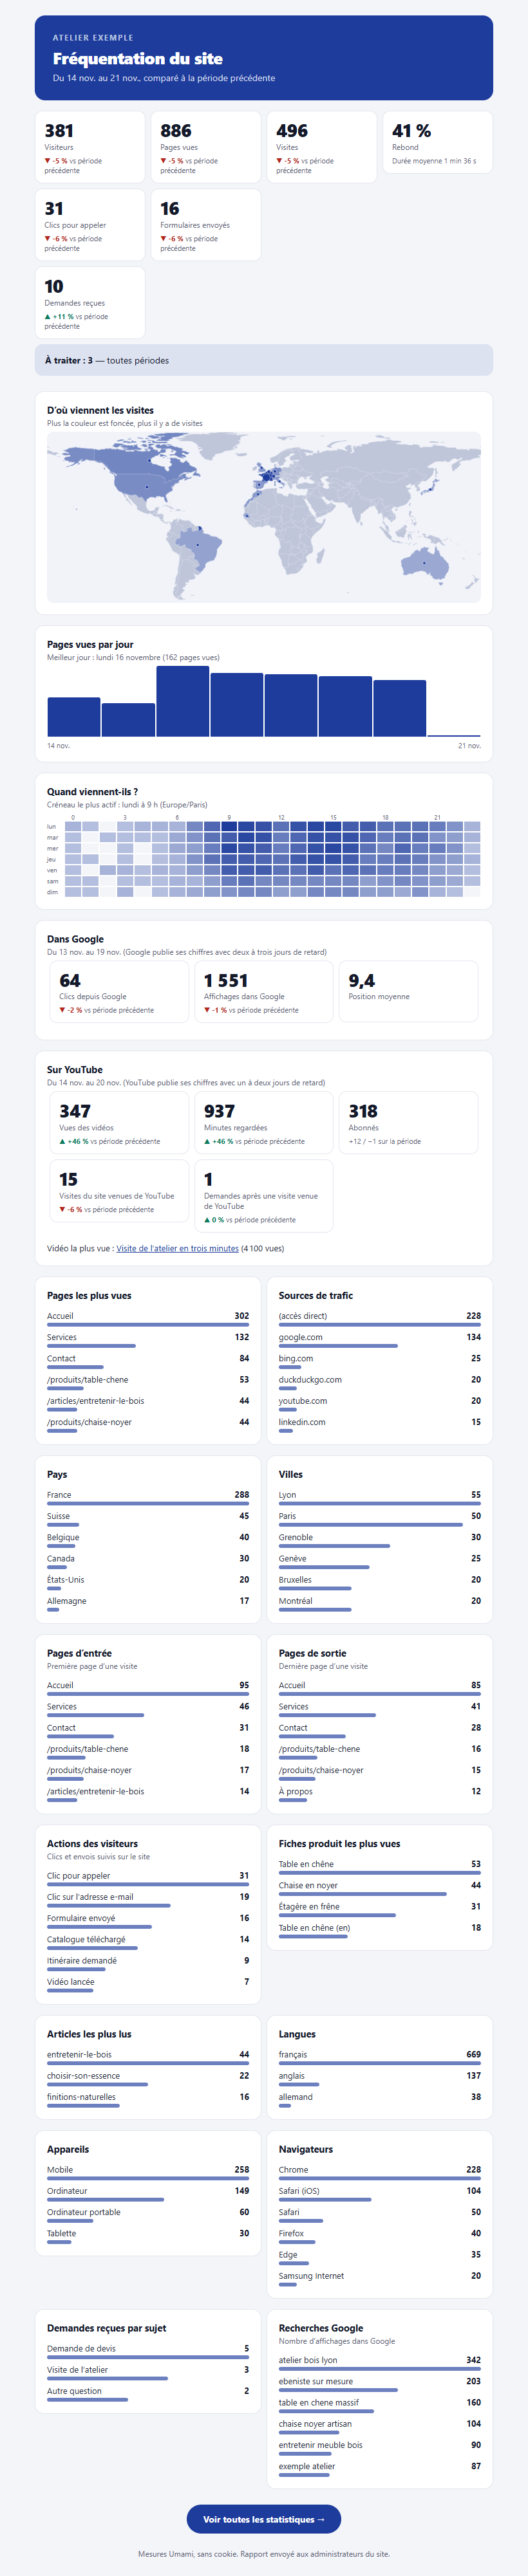 ATELIER EXEMPLE
Fréquentation du site
Du 14 nov. au 21 nov., comparé à la période précédente
381
Visiteurs
▼ -5 % vs période
précédente
886
Pages vues
▼ -5 % vs période
précédente
496
Visites
▼ -5 % vs période
précédente
41 %
Rebond
Durée moyenne 1 min 36 s
31
Clics pour appeler
▼ -6 % vs période
précédente
16
Formulaires envoyés
▼ -6 % vs période
précédente
10
Demandes reçues
▲ +11 % vs période
précédente
À traiter : 3 — toutes périodes
D'où viennent les visites
Plus la couleur est foncée, plus il y a de visites
Pages vues par jour
Meilleur jour : lundi 16 novembre (162 pages vues)
14 nov.
21 nov.
Quand viennent-ils ?
Créneau le plus actif : lundi à 9 h (Europe/Paris)
0 3 6 9 12 15 18 21
lun
mar
mer
jeu
ven
sam
dim
Dans Google
Du 13 nov. au 19 nov. (Google publie ses chiffres avec deux à trois jours de retard)
64
Clics depuis Google
▼ -2 % vs période précédente
1 551
Affichages dans Google
▼ -1 % vs période précédente
9,4
Position moyenne
Sur YouTube
Du 14 nov. au 20 nov. (YouTube publie ses chiffres avec un à deux jours de retard)
347
Vues des vidéos
▲ +46 % vs période précédente
937
Minutes regardées
▲ +46 % vs période précédente
318
Abonnés
+12 / −1 sur la période
15
Visites du site venues de YouTube
▼ -6 % vs période précédente
1
Demandes après une visite venue
de YouTube
▲ 0 % vs période précédente
Vidéo la plus vue : Visite de l'atelier en trois minutes (4 100 vues)
Pages les plus vues
Accueil 302
Services 132
Contact 84
/produits/table-chene 53
/articles/entretenir-le-bois 44
/produits/chaise-noyer 44
Sources de trafic
(accès direct) 228
google.com 134
bing.com 25
duckduckgo.com 20
youtube.com 20
linkedin.com 15
Pays
France 288
Suisse 45
Belgique 40
Canada 30
États-Unis 20
Allemagne 17
Villes
Lyon 55
Paris 50
Grenoble 30
Genève 25
Bruxelles 20
Montréal 20
Pages d'entrée
Première page d'une visite
Accueil 95
Services 46
Contact 31
/produits/table-chene 18
/produits/chaise-noyer 17
/articles/entretenir-le-bois 14
Pages de sortie
Dernière page d'une visite
Accueil 85
Services 41
Contact 28
/produits/table-chene 16
/produits/chaise-noyer 15
À propos 12
Actions des visiteurs
Clics et envois suivis sur le site
Clic pour appeler 31
Clic sur l'adresse e-mail 19
Formulaire envoyé 16
Catalogue téléchargé 14
Itinéraire demandé 9
Vidéo lancée 7
Fiches produit les plus vues
Table en chêne 53
Chaise en noyer 44
Étagère en frêne 31
Table en chêne (en) 18
Articles les plus lus
entretenir-le-bois 44
choisir-son-essence 22
finitions-naturelles 16
Langues
français 669
anglais 137
allemand 38
Appareils
Mobile 258
Ordinateur 149
Ordinateur portable 60
Tablette 30
Navigateurs
Chrome 228
Safari (iOS) 104
Safari 50
Firefox 40
Edge 35
Samsung Internet 20
Demandes reçues par sujet
Demande de devis 5
Visite de l'atelier 3
Autre question 2
Recherches Google
Nombre d'affichages dans Google
atelier bois lyon 342
ebeniste sur mesure 203
table en chene massif 160
chaise noyer artisan 104
entretenir meuble bois 90
exemple atelier 87
Voir toutes les statistiques →
Mesures Umami, sans cookie. Rapport envoyé aux administrateurs du site.